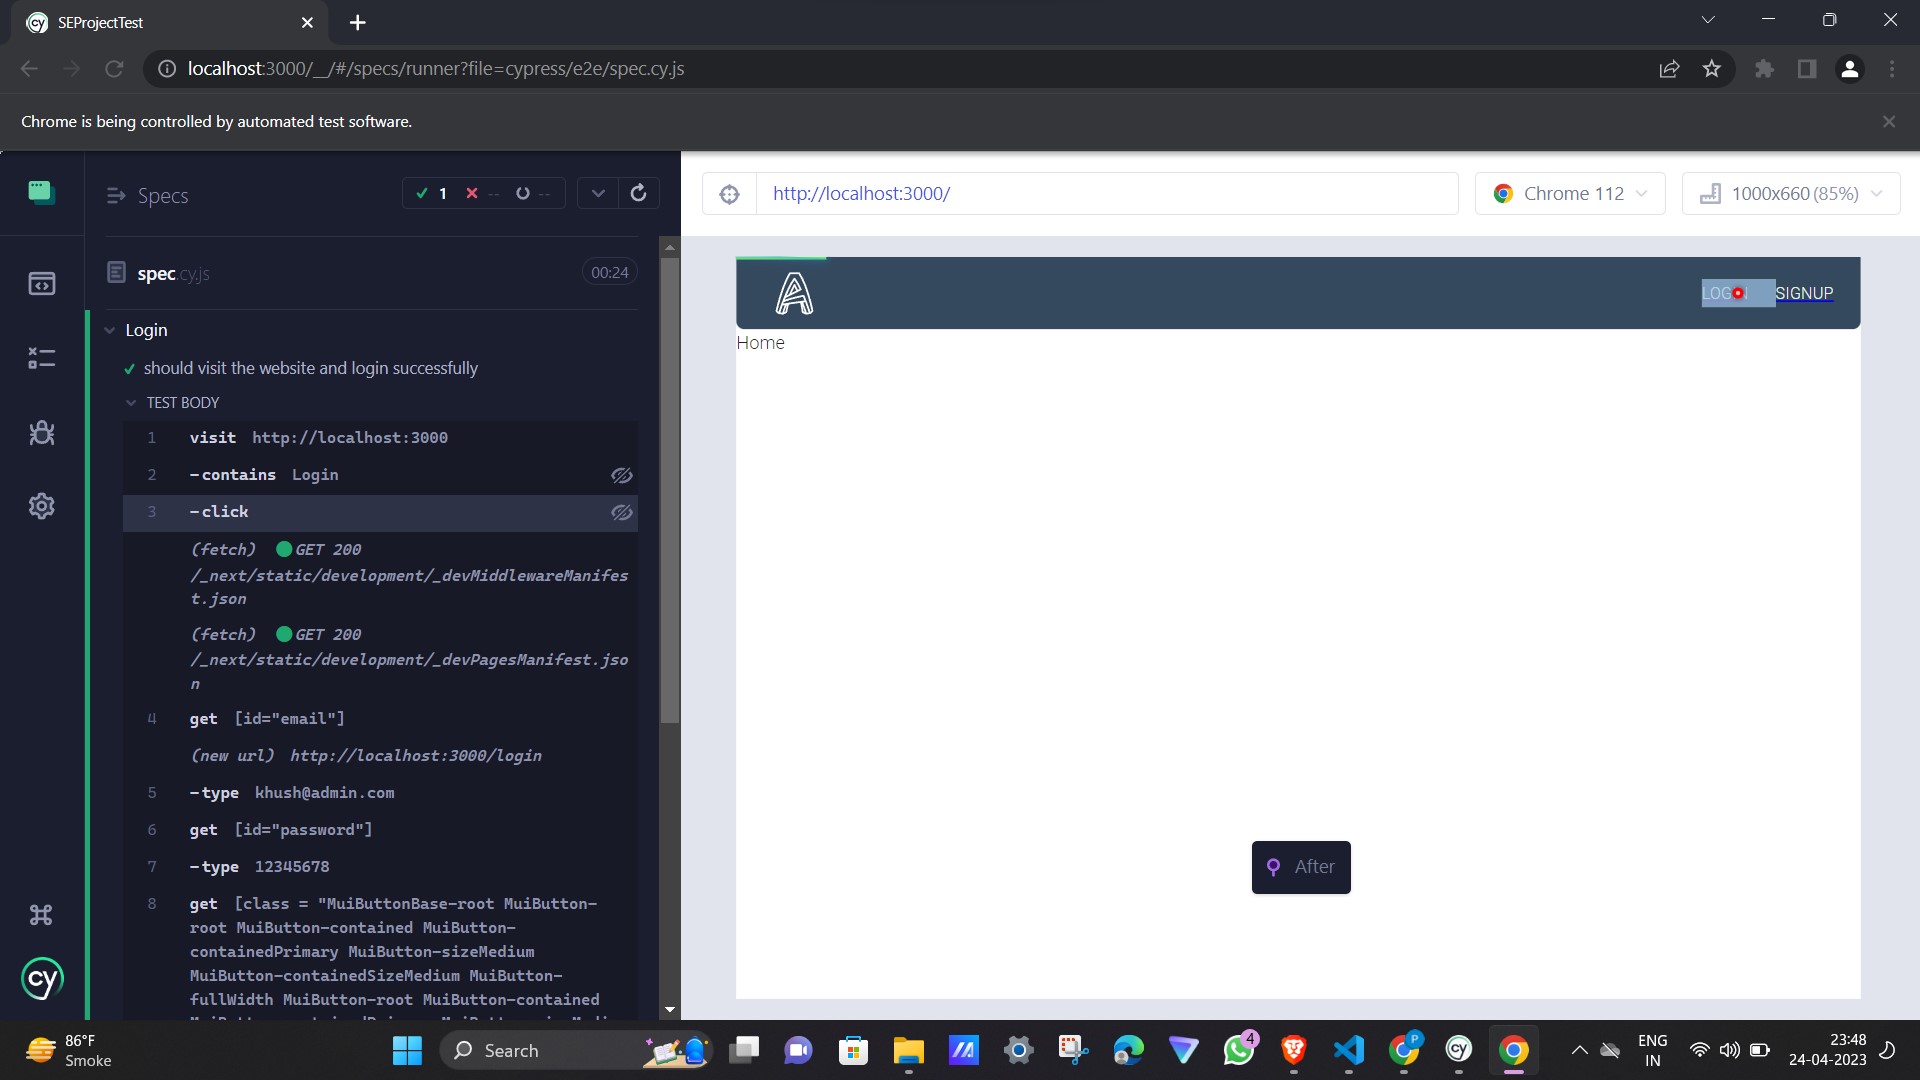 SEProjectTest
localhost:3000/__/#/specs/runner?file=cypress/e2e/spec.cy.js
Chrome is being controlled by automated test software.
Specs
1 -- --
http://localhost:3000/
Chrome 112
1000x660 (85%)
spec.cy.js
00:24
Login
should visit the website and login successfully
TEST BODY
1 visit http://localhost:3000
2 -contains Login
3 -click
(fetch) GET 200
/_next/static/development/_devMiddlewareManifes
t.json
(fetch) GET 200
/_next/static/development/_devPagesManifest.jso
n
4 get [id="email"]
(new url) http://localhost:3000/login
5 -type khush@admin.com
6 get [id="password"]
7 -type 12345678
8 get [class = "MuiButtonBase-root MuiButton-
root MuiButton-contained MuiButton-
containedPrimary MuiButton-sizeMedium
MuiButton-containedSizeMedium MuiButton-
fullWidth MuiButton-root MuiButton-contained
A
LOGIN SIGNUP
Home
After
cy
86°F
Smoke
Search
4
P
cy
ENG
IN
23:48
24-04-2023